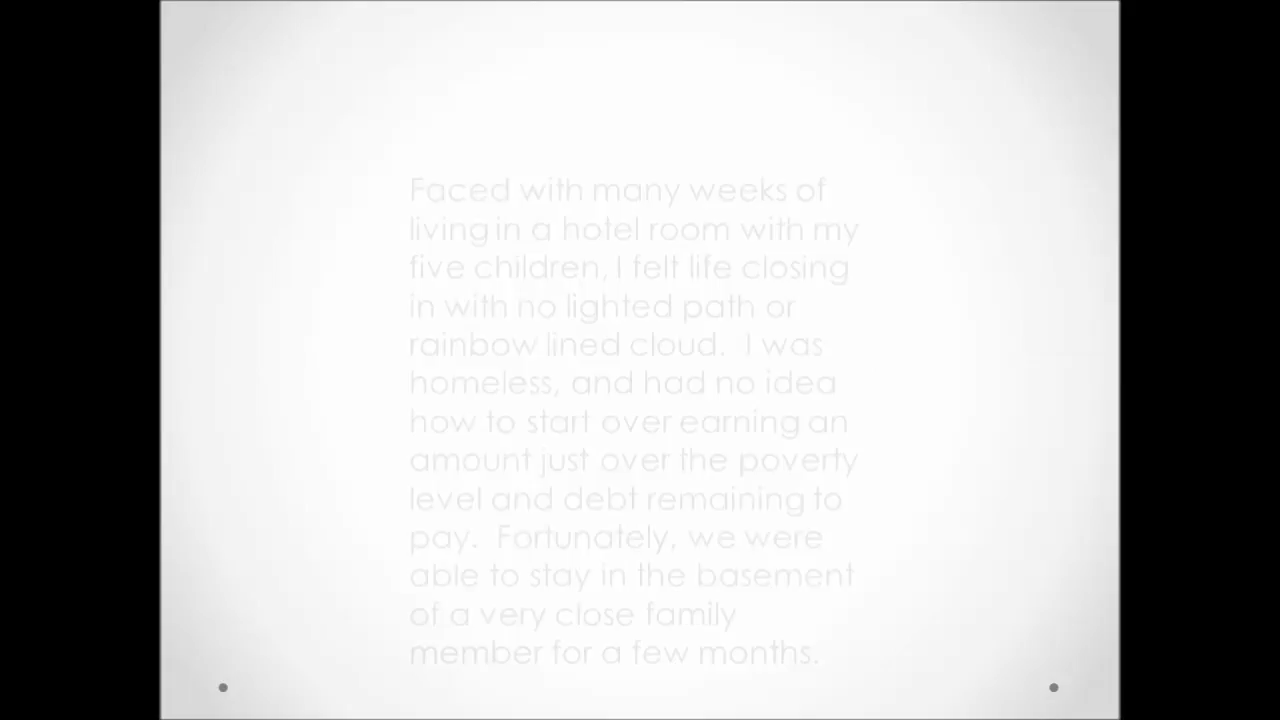 Faced with many weeks of
living in a hotel room with my
five children, I felt life closing
in with no lighted path or
rainbow lined cloud.  I was
homeless, and had no idea
how to start over earning an
amount just over the poverty
level and debt remaining to
pay.  Fortunately, we were
able to stay in the basement
of a very close family
member for a few months.